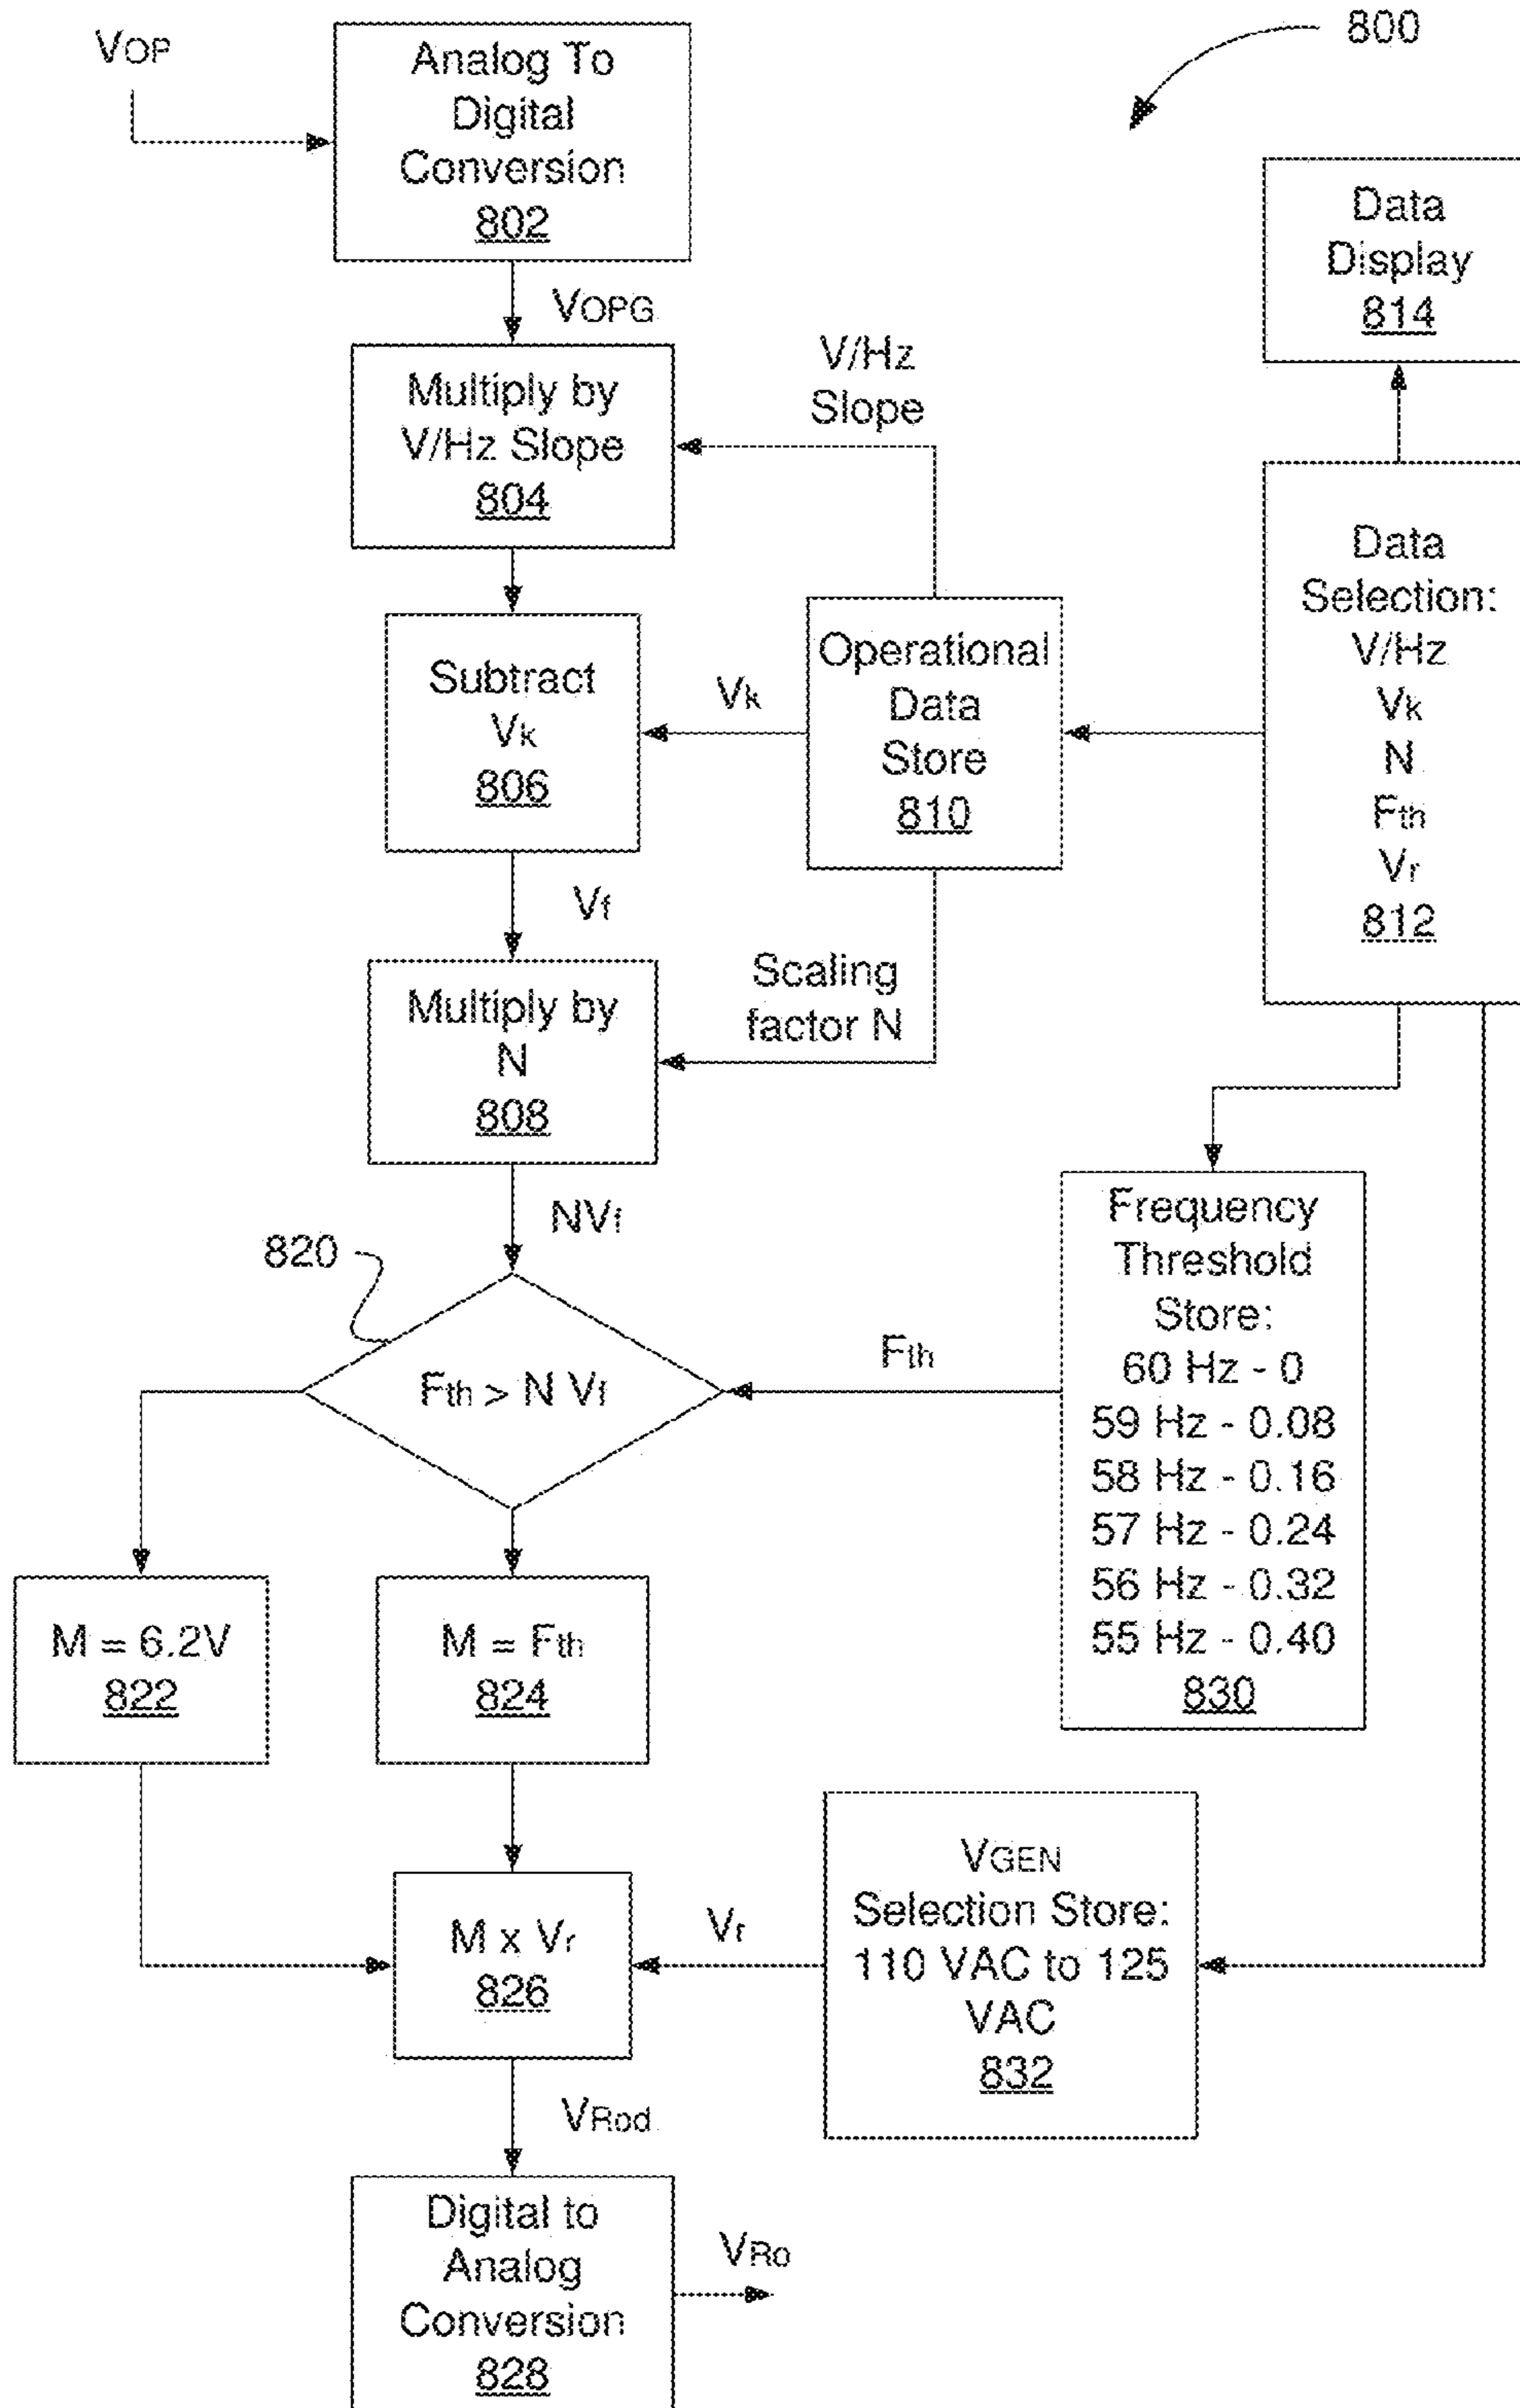 800
VOP
Analog To
Digital
Conversion
802
VOPG
Data
Display
814
Multiply by
V/Hz Slope
804
V/Hz
Slope
Data
Selection:
V/Hz
Vk
N
Fth
Vr
812
Operational
Data
Store
810
Subtract
Vk
806
Vk
Vf
Scaling
factor N
Multiply by
N
808
NVf
820
Fth > N Vf
Fth
Frequency
Threshold
Store:
60 Hz - 0
59 Hz - 0.08
58 Hz - 0.16
57 Hz - 0.24
56 Hz - 0.32
55 Hz - 0.40
830
M = 6.2V
822
M = Fth
824
M x Vr
826
Vr
VGEN
Selection Store:
110 VAC to 125
VAC
832
VRod
Digital to
Analog
Conversion
828
VRo